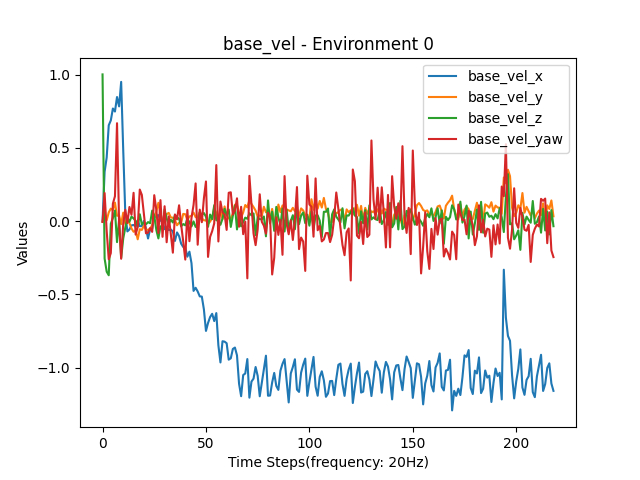 base_vel - Environment 0
base_vel_x
base_vel_y
base_vel_z
base_vel_yaw
1.0
0.5
0.0
−0.5
−1.0
Values
0 50 100 150 200
Time Steps(frequency: 20Hz)